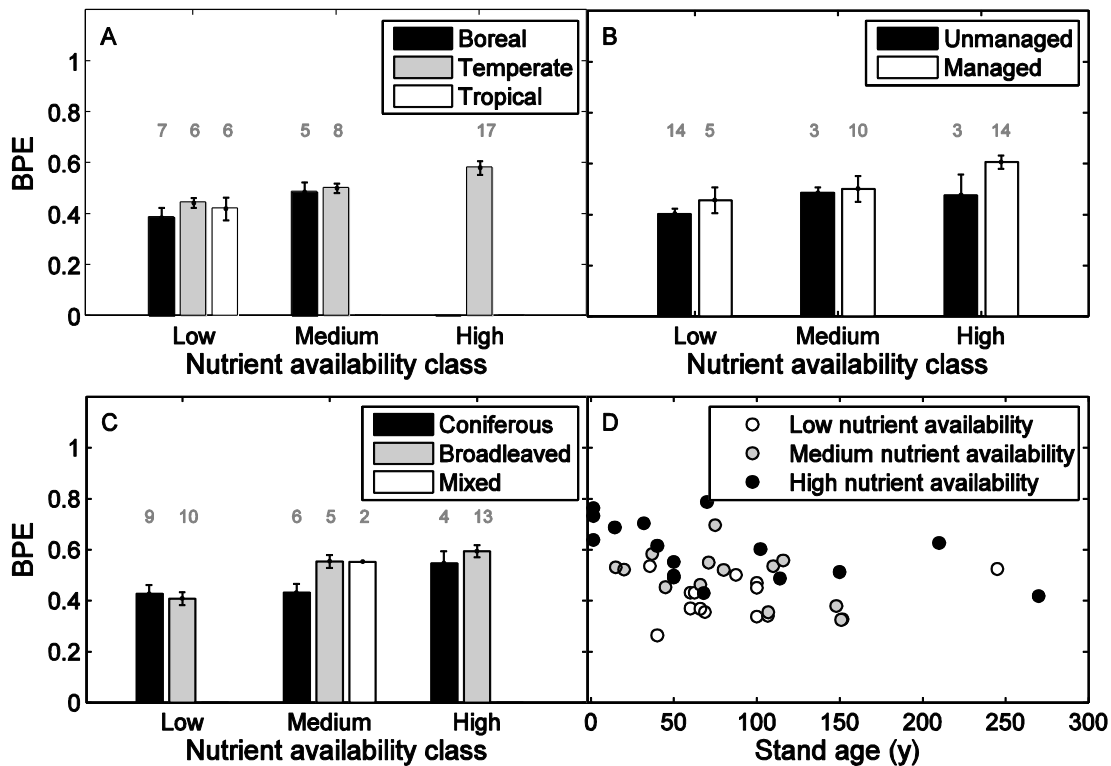 A
Boreal
Temperate
Tropical
BPE
1
0.8
0.6
0.4
0.2
0
7 6 6 5 8 17
Low Medium High
Nutrient availability class
B
Unmanaged
Managed
14 5 3 10 3 14
Low Medium High
Nutrient availability class
C
Coniferous
Broadleaved
Mixed
BPE
1
0.8
0.6
0.4
0.2
0
9 10 6 5 2 4 13
Low Medium High
Nutrient availability class
D
Low nutrient availability
Medium nutrient availability
High nutrient availability
0 50 100 150 200 250 300
Stand age (y)